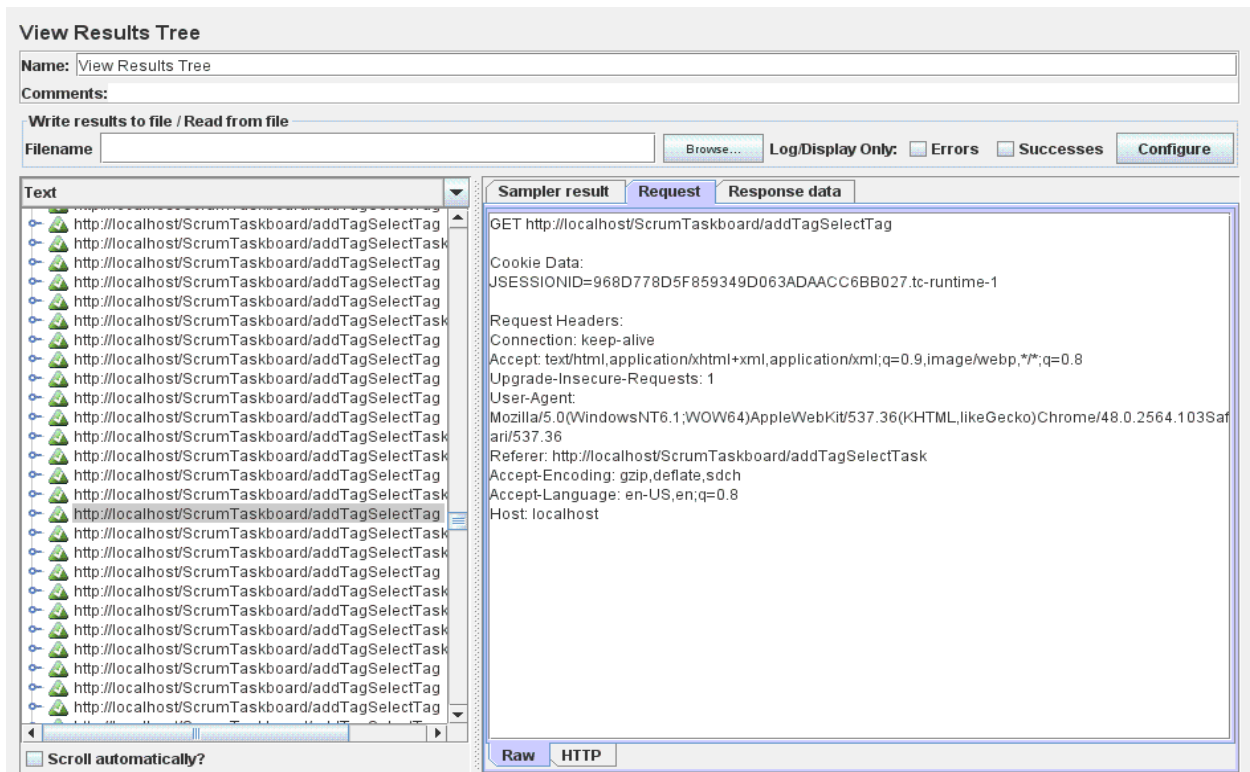 View Results Tree
Name: View Results Tree
Comments:
Write results to file / Read from file
Filename Browse... Log/Display Only: Errors Successes Configure
Text
http://localhost/ScrumTaskboard/addTagSelectTag
http://localhost/ScrumTaskboard/addTagSelectTask
http://localhost/ScrumTaskboard/addTagSelectTag
http://localhost/ScrumTaskboard/addTagSelectTag
http://localhost/ScrumTaskboard/addTagSelectTag
http://localhost/ScrumTaskboard/addTagSelectTask
http://localhost/ScrumTaskboard/addTagSelectTag
http://localhost/ScrumTaskboard/addTagSelectTag
http://localhost/ScrumTaskboard/addTagSelectTag
http://localhost/ScrumTaskboard/addTagSelectTag
http://localhost/ScrumTaskboard/addTagSelectTag
http://localhost/ScrumTaskboard/addTagSelectTask
http://localhost/ScrumTaskboard/addTagSelectTask
http://localhost/ScrumTaskboard/addTagSelectTag
http://localhost/ScrumTaskboard/addTagSelectTask
http://localhost/ScrumTaskboard/addTagSelectTag
http://localhost/ScrumTaskboard/addTagSelectTask
http://localhost/ScrumTaskboard/addTagSelectTask
http://localhost/ScrumTaskboard/addTagSelectTag
http://localhost/ScrumTaskboard/addTagSelectTask
http://localhost/ScrumTaskboard/addTagSelectTask
http://localhost/ScrumTaskboard/addTagSelectTask
http://localhost/ScrumTaskboard/addTagSelectTask
http://localhost/ScrumTaskboard/addTagSelectTag
http://localhost/ScrumTaskboard/addTagSelectTag
http://localhost/ScrumTaskboard/addTagSelectTag
Scroll automatically?
Sampler result Request Response data
GET http://localhost/ScrumTaskboard/addTagSelectTag
Cookie Data:
JSESSIONID=968D778D5F859349D063ADAACC6BB027.tc-runtime-1
Request Headers:
Connection: keep-alive
Accept: text/html,application/xhtml+xml,application/xml;q=0.9,image/webp,*/*;q=0.8
Upgrade-Insecure-Requests: 1
User-Agent:
Mozilla/5.0(WindowsNT6.1;WOW64)AppleWebKit/537.36(KHTML,likeGecko)Chrome/48.0.2564.103Saf
ari/537.36
Referer: http://localhost/ScrumTaskboard/addTagSelectTask
Accept-Encoding: gzip,deflate,sdch
Accept-Language: en-US,en;q=0.8
Host: localhost
Raw HTTP